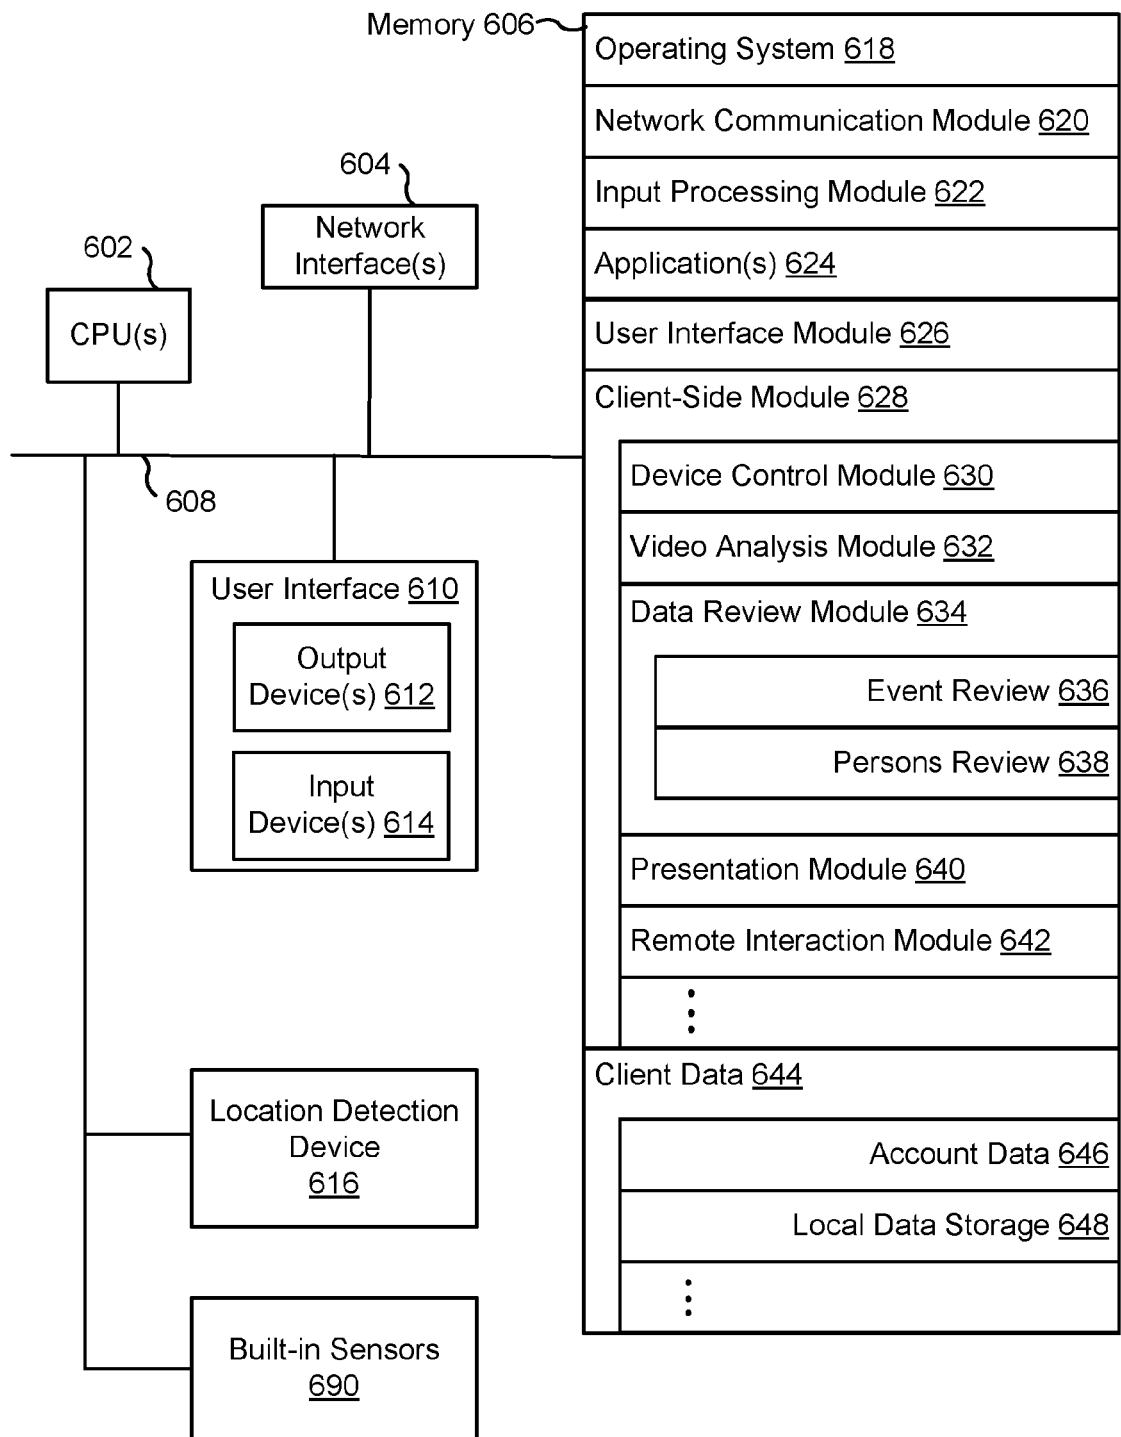 Memory 606
Operating System 618
Network Communication Module 620
Input Processing Module 622
Application(s) 624
User Interface Module 626
Client-Side Module 628
Device Control Module 630
Video Analysis Module 632
Data Review Module 634
Event Review 636
Persons Review 638
Presentation Module 640
Remote Interaction Module 642
Client Data 644
Account Data 646
Local Data Storage 648
604
Network
Interface(s)
602
CPU(s)
608
User Interface 610
Output
Device(s) 612
Input
Device(s) 614
Location Detection
Device
616
Built-in Sensors
690